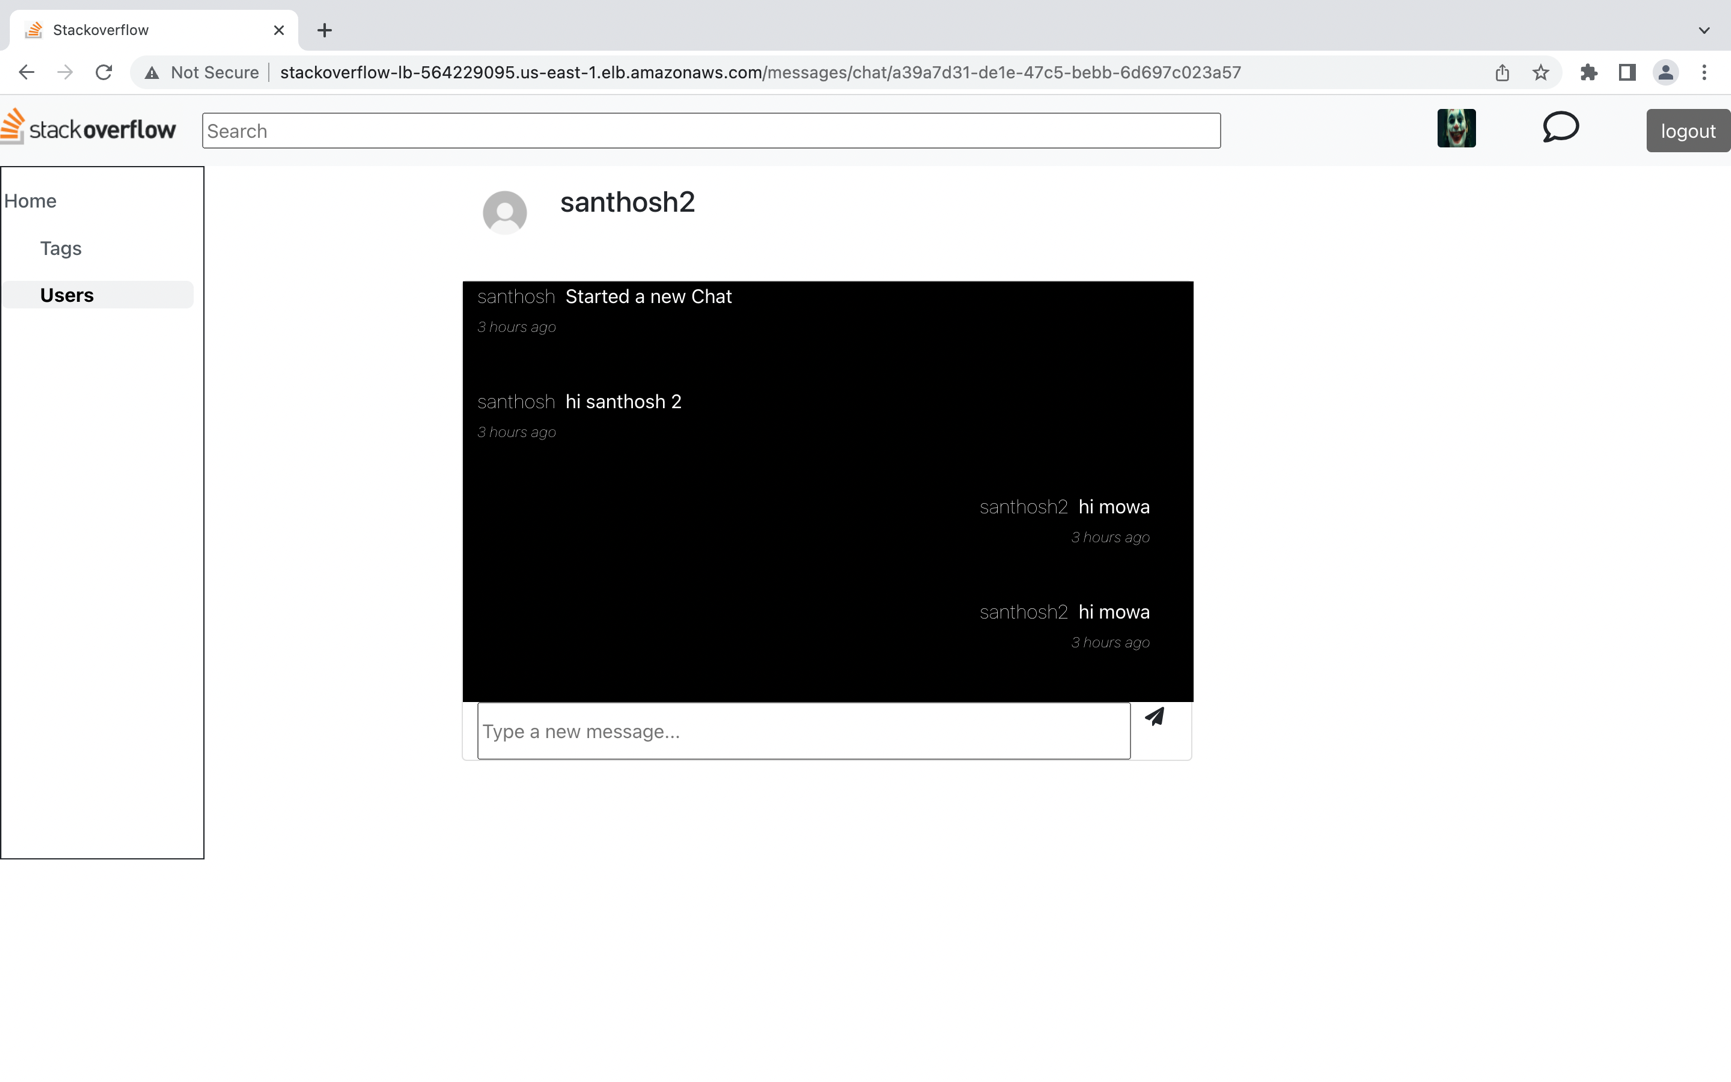 Stackoverflow
Not Secure stackoverflow-lb-564229095.us-east-1.elb.amazonaws.com/messages/chat/a39a7d31-de1e-47c5-bebb-6d697c023a57
stackoverflow
Search
logout
Home
Tags
Users
santhosh2
santhosh Started a new Chat
3 hours ago
santhosh hi santhosh 2
3 hours ago
santhosh2 hi mowa
3 hours ago
santhosh2 hi mowa
3 hours ago
Type a new message...